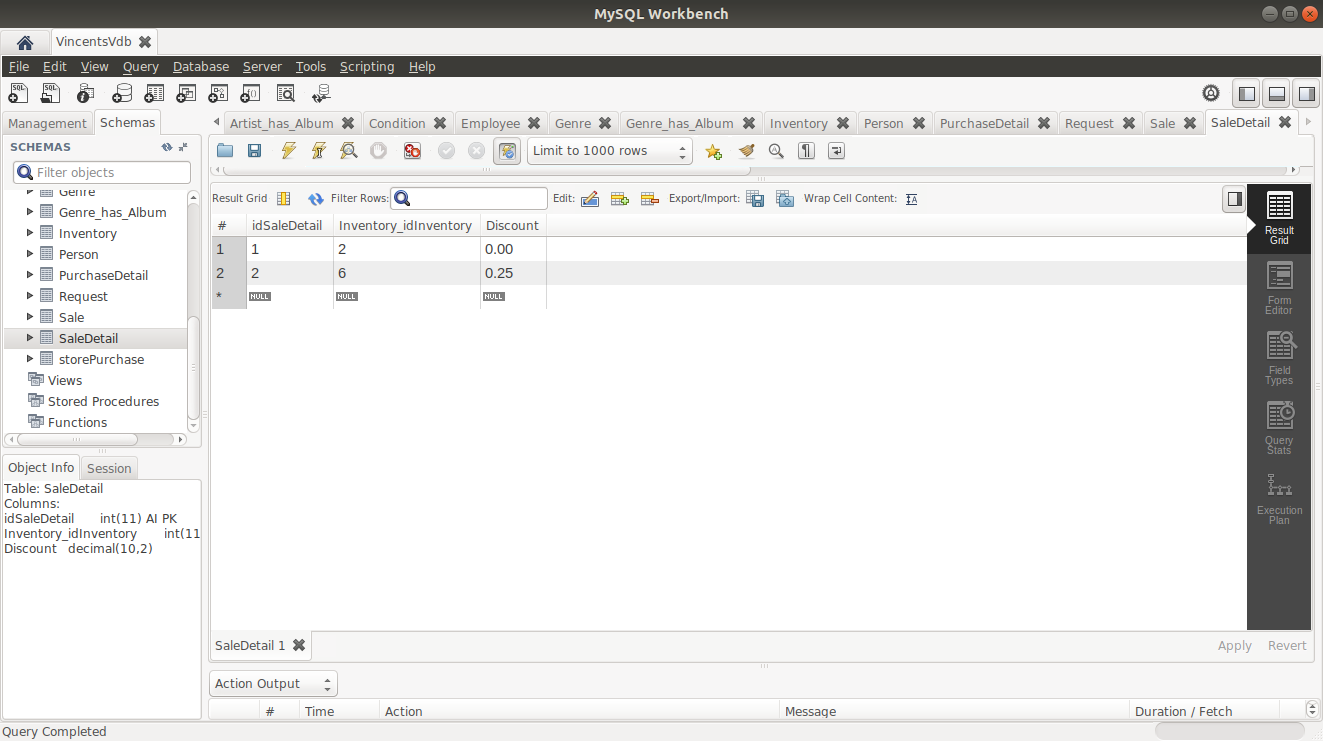 MySQL Workbench
VincentsVdb
File Edit View Query Database Server Tools Scripting Help
Management Schemas
Artist_has_Album Condition Employee Genre Genre_has_Album Inventory Person PurchaseDetail Request Sale SaleDetail
SCHEMAS
Filter objects
Genre
Genre_has_Album
Inventory
Person
PurchaseDetail
Request
Sale
SaleDetail
storePurchase
Views
Stored Procedures
Functions
Object Info Session
Table: SaleDetail
Columns:
idSaleDetail int(11) AI PK
Inventory_idInventory int(11
Discount decimal(10,2)
Limit to 1000 rows
Result Grid Filter Rows: Edit: Export/Import: Wrap Cell Content:
# idSaleDetail Inventory_idInventory Discount
1 1 2 0.00
2 2 6 0.25
* NULL NULL NULL
Result
Grid
Form
Editor
Field
Types
Query
Stats
Execution
Plan
SaleDetail 1 Apply Revert
Action Output
# Time Action Message Duration / Fetch
Query Completed